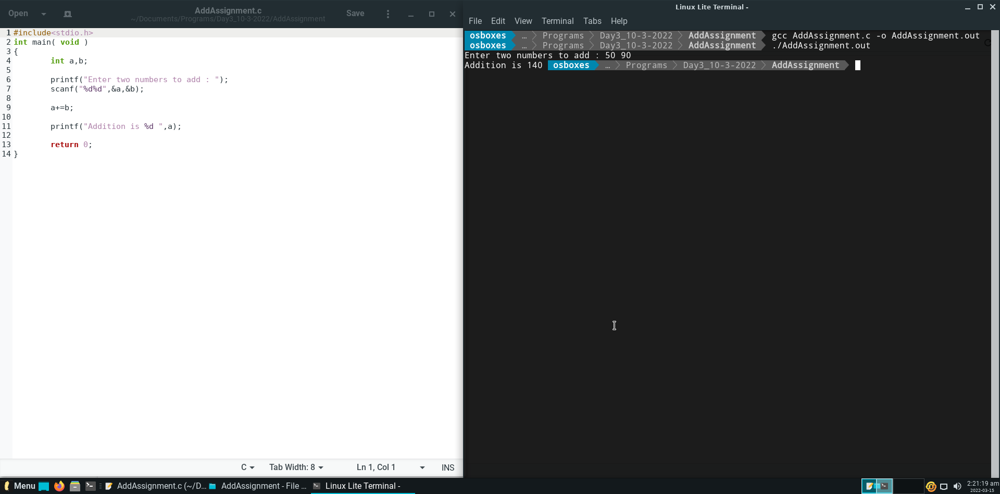 Open
AddAssignment.c
~/Documents/Programs/Day3_10-3-2022/AddAssignment
Save
1 #include<stdio.h>
2 int main( void )
3 {
4 int a,b;
5
6 printf("Enter two numbers to add : ");
7 scanf("%d%d",&a,&b);
8
9 a+=b;
10
11 printf("Addition is %d ",a);
12
13 return 0;
14 }
C Tab Width: 8 Ln 1, Col 1 INS
Linux Lite Terminal -
File Edit View Terminal Tabs Help
osboxes … Programs Day3_10-3-2022 AddAssignment gcc AddAssignment.c -o AddAssignment.out
osboxes … Programs Day3_10-3-2022 AddAssignment ./AddAssignment.out
Enter two numbers to add : 50 90
Addition is 140 osboxes … Programs Day3_10-3-2022 AddAssignment
Menu AddAssignment.c (~/D... AddAssignment - File ... Linux Lite Terminal - 2:21:19 am
2022-03-15